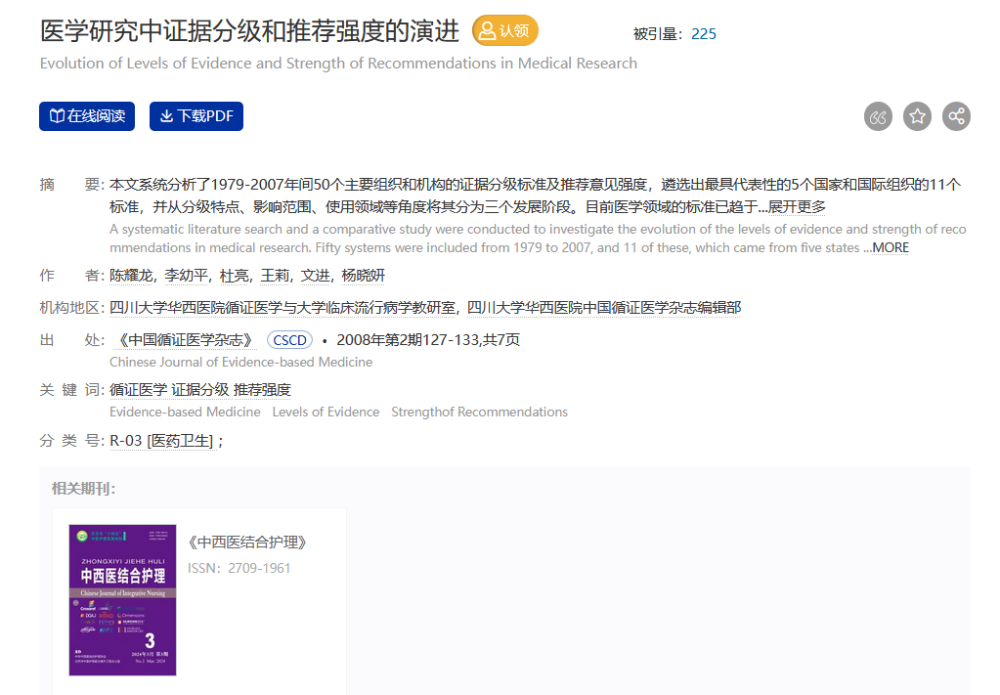 医学研究中证据分级和推荐强度的演进 认领 被引量：225
Evolution of Levels of Evidence and Strength of Recommendations in Medical Research
在线阅读 下载PDF
摘 要：本文系统分析了1979-2007年间50个主要组织和机构的证据分级标准及推荐意见强度，遴选出最具代表性的5个国家和国际组织的11个
标准，并从分级特点、影响范围、使用领域等角度将其分为三个发展阶段。目前医学领域的标准已趋于...展开更多
A systematic literature search and a comparative study were conducted to investigate the evolution of the levels of evidence and strength of reco
mmendations in medical research. Fifty systems were included from 1979 to 2007, and 11 of these, which came from five states ...MORE
作 者：陈耀龙，李幼平，杜亮，王莉，文进，杨晓妍
机构地区：四川大学华西医院循证医学与大学临床流行病学教研室，四川大学华西医院中国循证医学杂志编辑部
出 处：《中国循证医学杂志》 CSCD • 2008年第2期127-133,共7页
Chinese Journal of Evidence-based Medicine
关 键 词：循证医学 证据分级 推荐强度
Evidence-based Medicine Levels of Evidence Strengthof Recommendations
分 类 号：R-03 [医药卫生] ；
相关期刊：
ZHONGXIYI JIEHE HULI
中西医结合护理
Chinese Journal of Integrative Nursing
3
2024年3月 第3期
No.3 Mar. 2024
《中西医结合护理》
ISSN：2709-1961